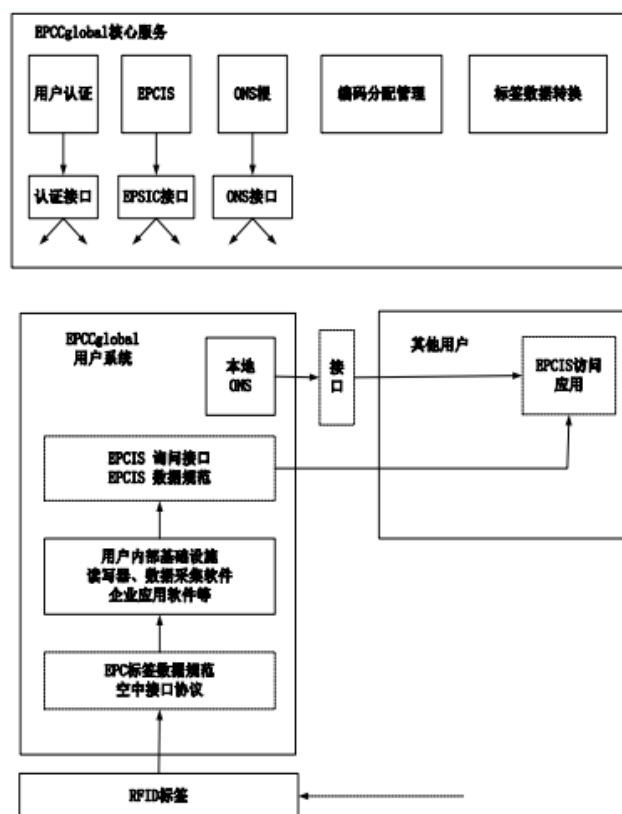 EPCCglobal核心服务
用户认证
EPCIS
ONS根
编码分配管理
标签数据转换
认证接口
EPSIC接口
ONS接口
EPCCglobal
用户系统
本地
ONS
接
口
其他用户
EPCIS访问
应用
EPCIS 询问接口
EPCIS 数据规范
用户内部基础设施
读写器、数据采集软件
企业应用软件等
EPC标签数据规范
空中接口协议
RFID标签